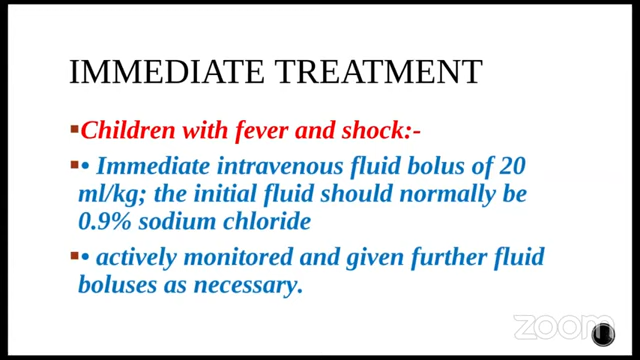 IMMEDIATE TREATMENT
▪Children with fever and shock:-
▪• Immediate intravenous fluid bolus of 20
ml/kg; the initial fluid should normally be
0.9% sodium chloride
▪• actively monitored and given further fluid
boluses as necessary.
zoom